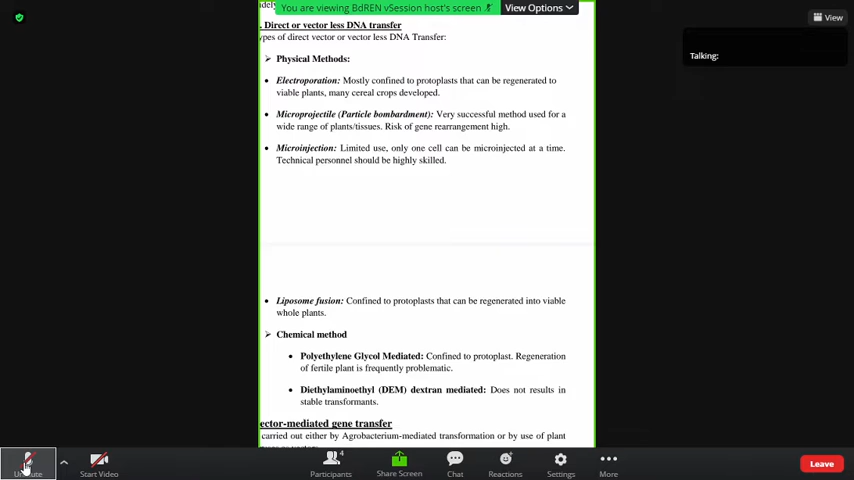 You are viewing BdREN vSession host's screen
View Options
View
Talking:
. Direct or vector less DNA transfer
ypes of direct vector or vector less DNA Transfer:
➢ Physical Methods:
• Electroporation: Mostly confined to protoplasts that can be regenerated to
viable plants, many cereal crops developed.
• Microprojectile (Particle bombardment): Very successful method used for a
wide range of plants/tissues. Risk of gene rearrangement high.
• Microinjection: Limited use, only one cell can be microinjected at a time.
Technical personnel should be highly skilled.
• Liposome fusion: Confined to protoplasts that can be regenerated into viable
whole plants.
➢ Chemical method
• Polyethylene Glycol Mediated: Confined to protoplast. Regeneration
of fertile plant is frequently problematic.
• Diethylaminoethyl (DEM) dextran mediated: Does not results in
stable transformants.
ector-mediated gene transfer
carried out either by Agrobacterium-mediated transformation or by use of plant
Unmute
Start Video
Participants
4
Share Screen
Chat
Reactions
Settings
More
Leave